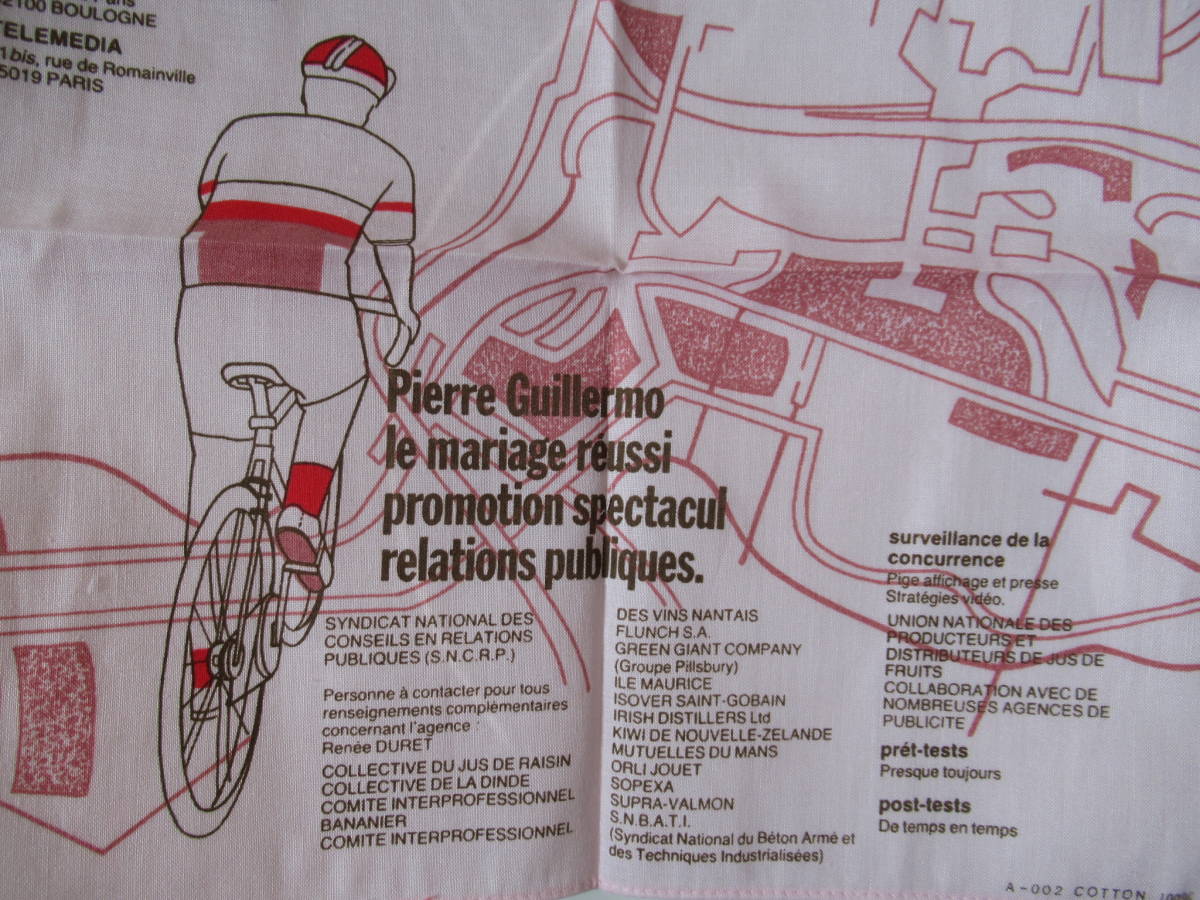 92100 BOULOGNE
TELEMEDIA
1bis, rue de Romainville
75019 PARIS
Pierre Guillermo
le mariage réussi
promotion spectacul
relations publiques.
SYNDICAT NATIONAL DES
CONSEILS EN RELATIONS
PUBLIQUES (S.N.C.R.P.)
Personne à contacter pour tous
renseignements complémentaires
concernant l'agence :
Renée DURET
COLLECTIVE DU JUS DE RAISIN
COLLECTIVE DE LA DINDE
COMITE INTERPROFESSIONNEL
BANANIER
COMITE INTERPROFESSIONNEL
DES VINS NANTAIS
FLUNCH S.A.
GREEN GIANT COMPANY
(Groupe Pillsbury)
ILE MAURICE
ISOVER SAINT-GOBAIN
IRISH DISTILLERS Ltd
KIWI DE NOUVELLE-ZELANDE
MUTUELLES DU MANS
ORLI JOUET
SOPEXA
SUPRA-VALMON
S.N.B.A.T.I.
(Syndicat National du Béton Armé et
des Techniques Industrialisées)
surveillance de la
concurrence
Pige affichage et presse
Stratégies vidéo.
UNION NATIONALE DES
PRODUCTEURS ET
DISTRIBUTEURS DE JUS DE
FRUITS
COLLABORATION AVEC DE
NOMBREUSES AGENCES DE
PUBLICITE
prét-tests
Presque toujours
post-tests
De temps en temps
A-002 COTTON 100%